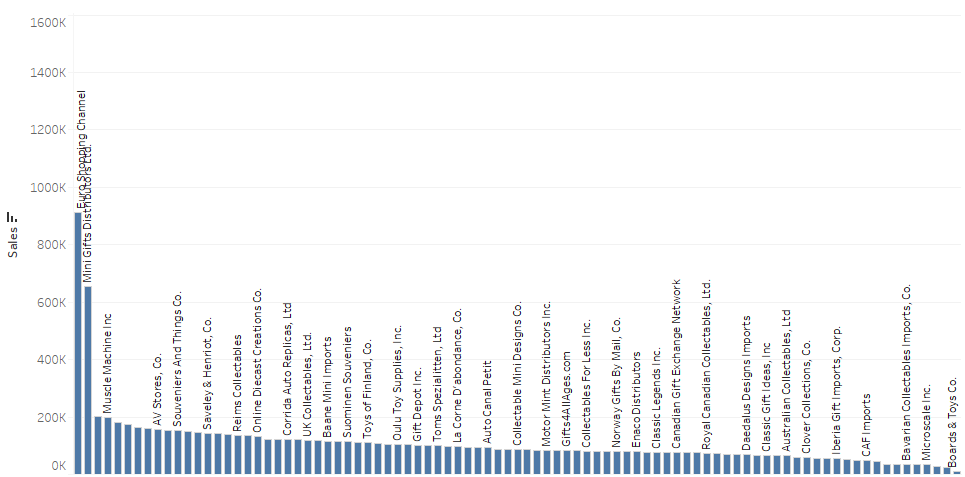 1600K
1400K
1200K
1000K
800K
600K
400K
200K
0K
Sales
Euro Shopping Channel
Mini Gifts Distributors Ltd.
Muscle Machine Inc
AV Stores, Co.
Souveniers And Things Co.
Saveley & Henriot, Co.
Reims Collectables
Online Diecast Creations Co.
Corrida Auto Replicas, Ltd
UK Collectables, Ltd.
Baane Mini Imports
Suominen Souveniers
Toys of Finland, Co.
Oulu Toy Supplies, Inc.
Gift Depot Inc.
Toms Spezialitten, Ltd
La Corne D'abondance, Co.
Auto Canal Petit
Collectable Mini Designs Co.
Motor Mint Distributors Inc.
Gifts4AllAges.com
Collectables For Less Inc.
Norway Gifts By Mail, Co.
Enaco Distributors
Classic Legends Inc.
Canadian Gift Exchange Network
Royal Canadian Collectables, Ltd.
Daedalus Designs Imports
Classic Gift Ideas, Inc
Australian Collectables, Ltd
Clover Collections, Co.
Iberia Gift Imports, Corp.
CAF Imports
Bavarian Collectables Imports, Co.
Microscale Inc.
Boards & Toys Co.